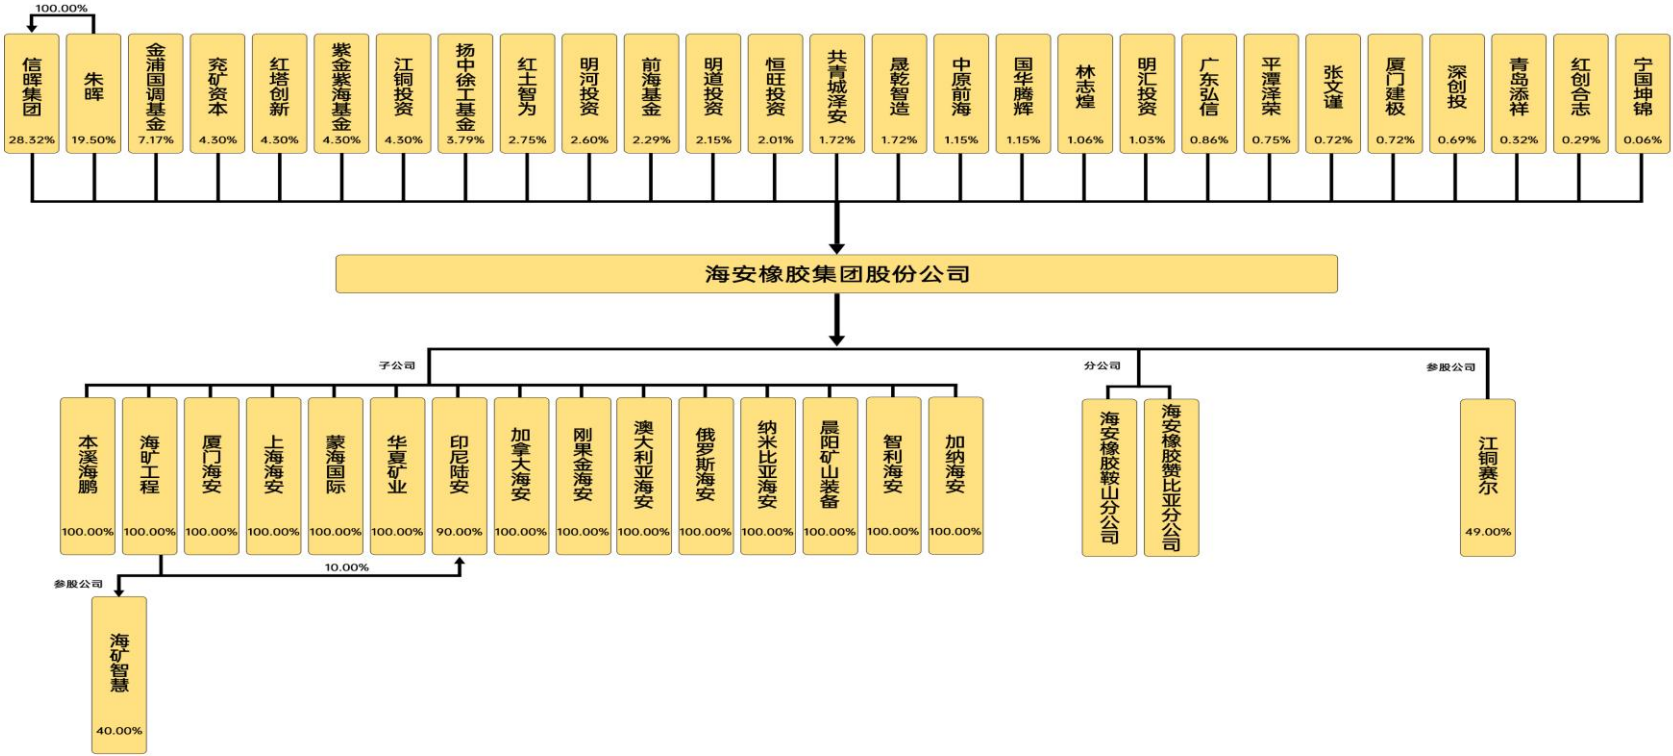 100.00%
信晖集团
28.32%
朱晖
19.50%
金浦国调基金
7.17%
兖矿资本
4.30%
红塔创新
4.30%
紫金紫海基金
4.30%
江铜投资
4.30%
扬中徐工基金
3.79%
红土智为
2.75%
明河投资
2.60%
前海基金
2.29%
明道投资
2.15%
恒旺投资
2.01%
共青城泽安
1.72%
晟乾智造
1.72%
中原前海
1.15%
国华腾辉
1.15%
林志煌
1.06%
明汇投资
1.03%
广东弘信
0.86%
平潭泽荣
0.75%
张文谨
0.72%
厦门建极
0.72%
深创投
0.69%
青岛添祥
0.32%
红创合志
0.29%
宁国坤锦
0.06%
海安橡胶集团股份公司
子公司
分公司
参股公司
本溪海鹏
100.00%
海矿工程
100.00%
厦门海安
100.00%
上海海安
100.00%
蒙海国际
100.00%
华夏矿业
100.00%
印尼陆安
90.00%
加拿大海安
100.00%
刚果金海安
100.00%
澳大利亚海安
100.00%
俄罗斯海安
100.00%
纳米比亚海安
100.00%
晨阳矿山装备
100.00%
智利海安
100.00%
加纳海安
100.00%
海安橡胶鞍山分公司
海安橡胶赞比亚分公司
江铜赛尔
49.00%
10.00%
参股公司
海矿智慧
40.00%